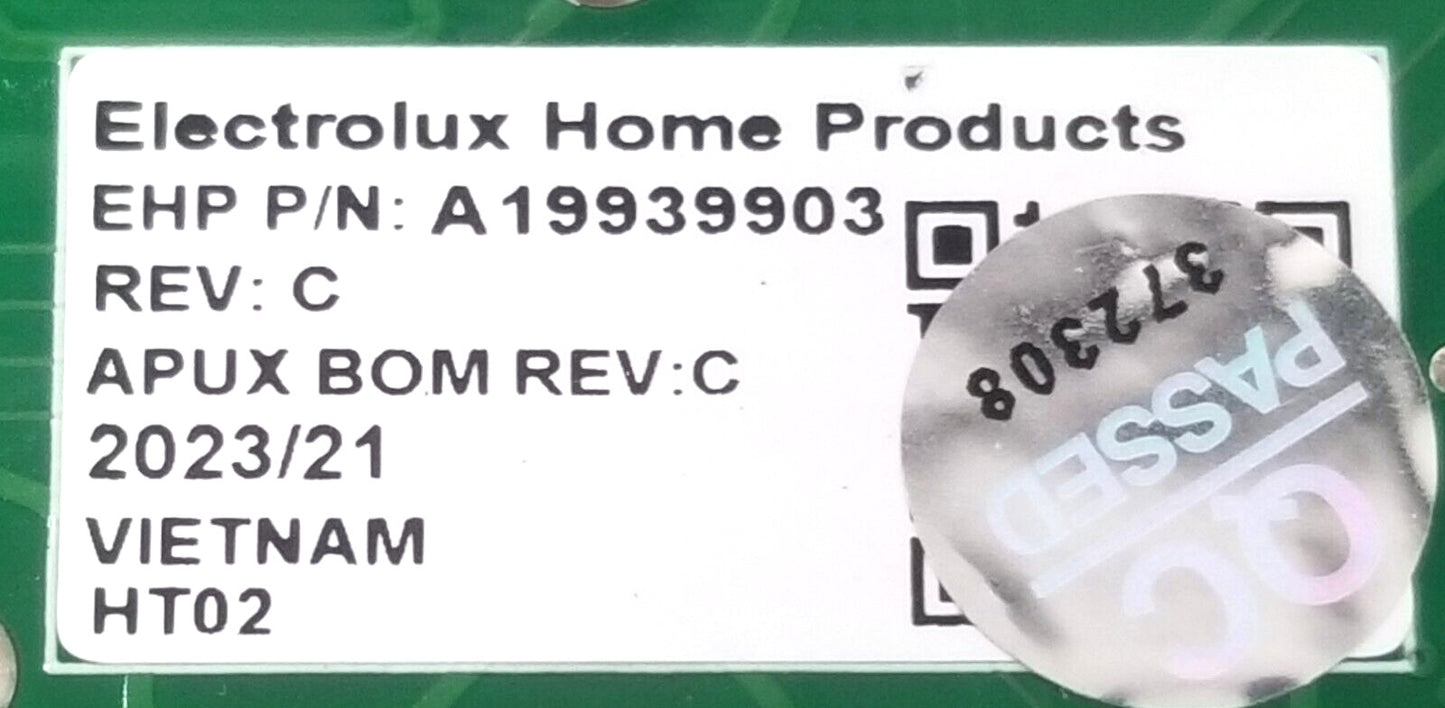 Electrolux Home Products
EHP P/N: A19939903
REV: C
APUX BOM REV:C
2023/21
VIETNAM
HT02
QC
PASSED
372308